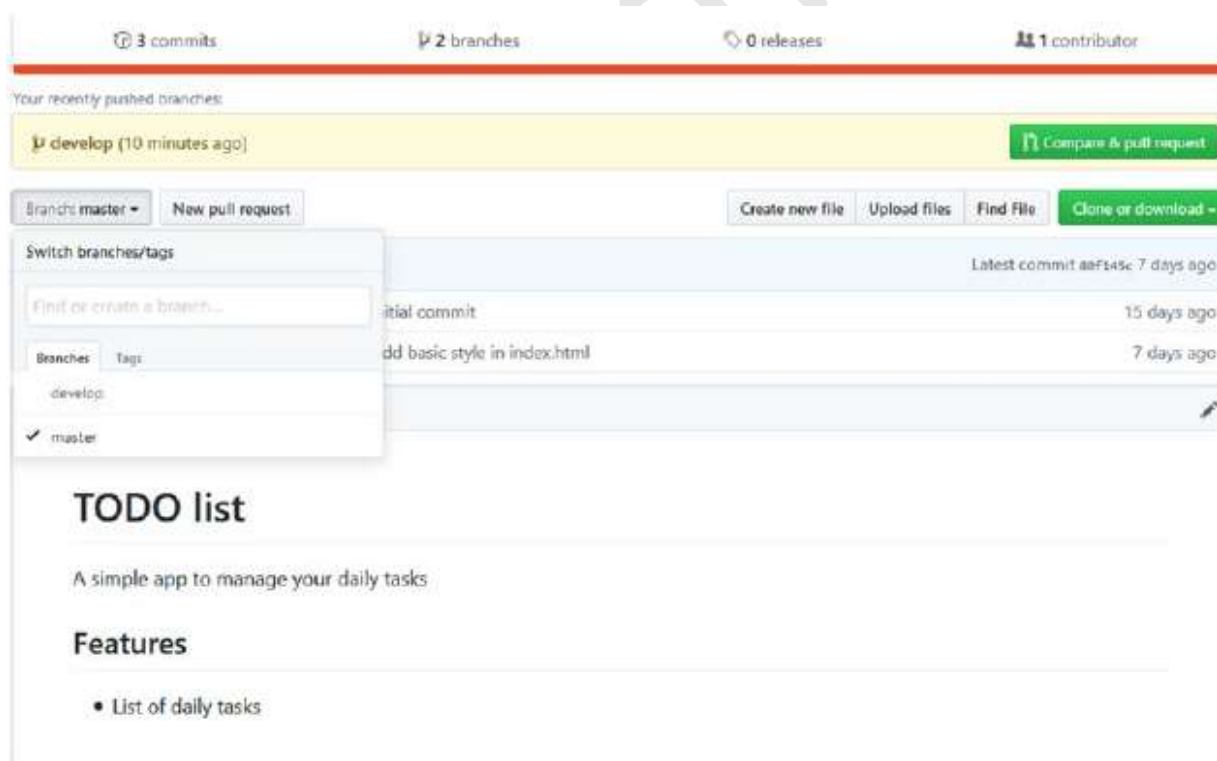 3 commits
2 branches
0 releases
1 contributor
Your recently pushed branches:
develop (10 minutes ago)
Compare & pull request
Branch: master
New pull request
Create new file
Upload files
Find File
Clone or download
Switch branches/tags
Latest commit 7 days ago
Find or create a branch...
itial commit
15 days ago
Branches
Tags
dd basic style in index.html
7 days ago
develop
master
TODO list
A simple app to manage your daily tasks
Features
• List of daily tasks